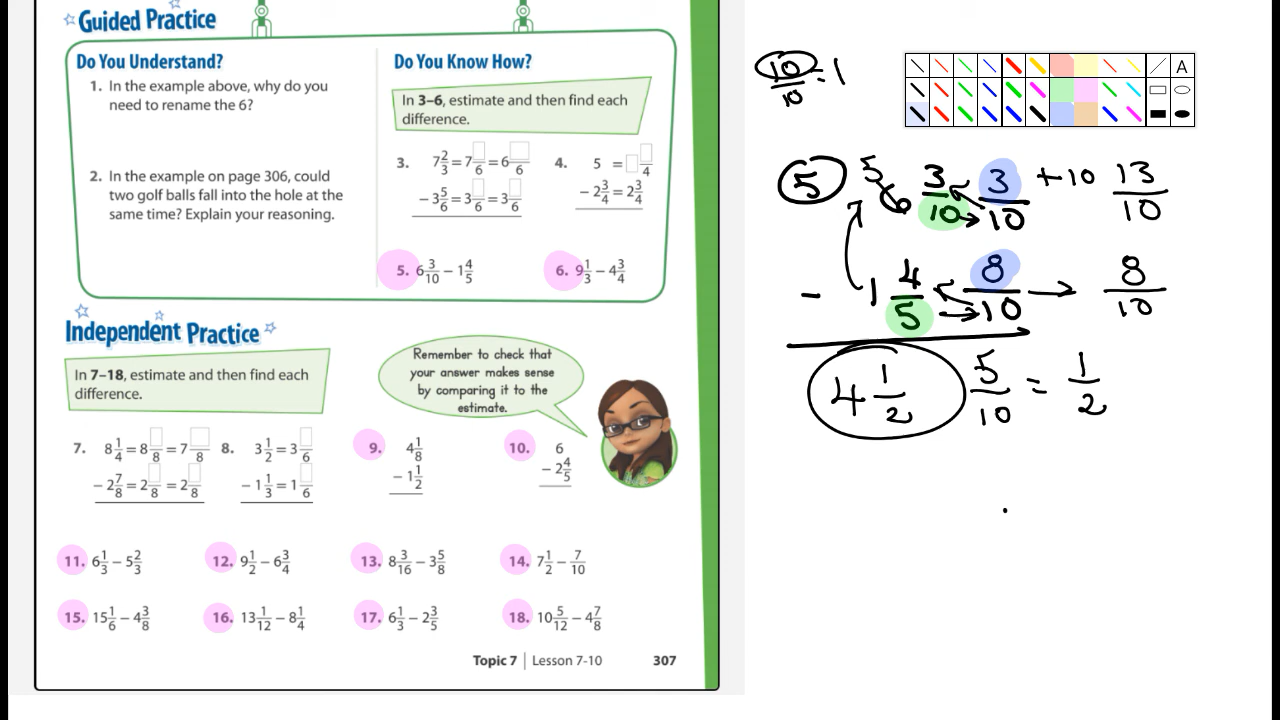 Guided Practice
Do You Understand?
1. In the example above, why do you
need to rename the 6?
2. In the example on page 306, could
two golf balls fall into the hole at the
same time? Explain your reasoning.
Do You Know How?
In 3–6, estimate and then find each
difference.
3. 7 2/3 = 7 □/6 = 6 □/6
− 3 5/6 = 3 □/6 = 3 □/6
4. 5 = □ □/4
− 2 3/4 = 2 3/4
5. 6 3/10 − 1 4/5
6. 9 1/3 − 4 3/4
Independent Practice
In 7–18, estimate and then find each
difference.
Remember to check that
your answer makes sense
by comparing it to the
estimate.
7. 8 1/4 = 8 □/8 = 7 □/8
− 2 7/8 = 2 □/8 = 2 □/8
8. 3 1/2 = 3 □/6
− 1 1/3 = 1 □/6
9. 4 1/8
− 1 1/2
10. 6
− 2 4/5
11. 6 1/3 − 5 2/3
12. 9 1/2 − 6 3/4
13. 8 3/16 − 3 5/8
14. 7 1/2 − 7/10
15. 15 1/6 − 4 3/8
16. 13 1/12 − 8 1/4
17. 6 1/3 − 2 3/5
18. 10 5/12 − 4 7/8
Topic 7 | Lesson 7-10 307
10/10 = 1
A
5 5 6 3/10 3/10 +10 13/10
− 1 4/5 8/10 → 8/10
4 1/2 5/10 = 1/2